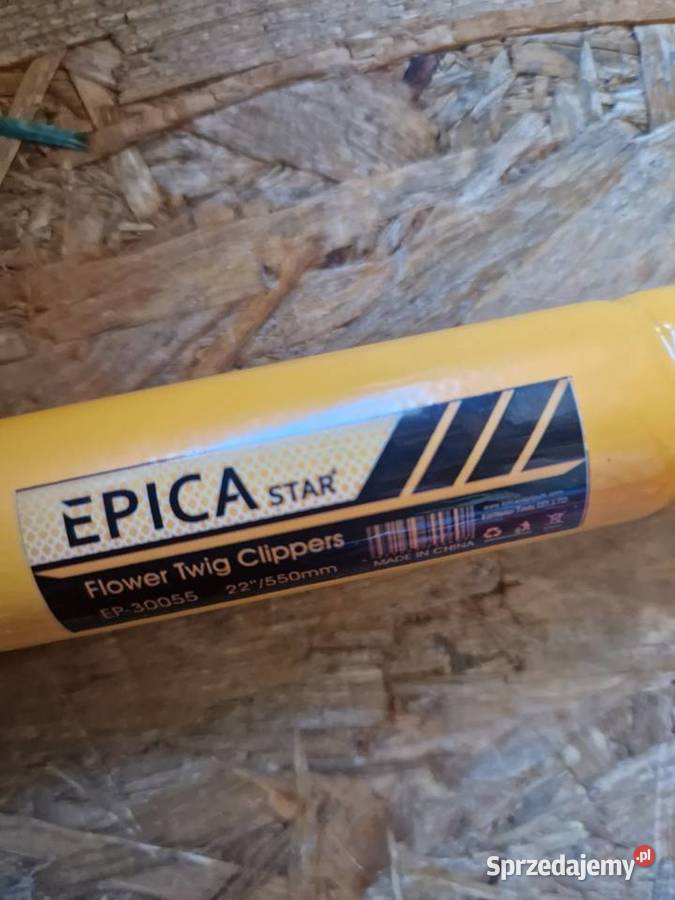 EPICA STAR
Flower Twig Clippers
EP-30055 22"/550mm
MADE IN CHINA
Sprzedajemy.pl